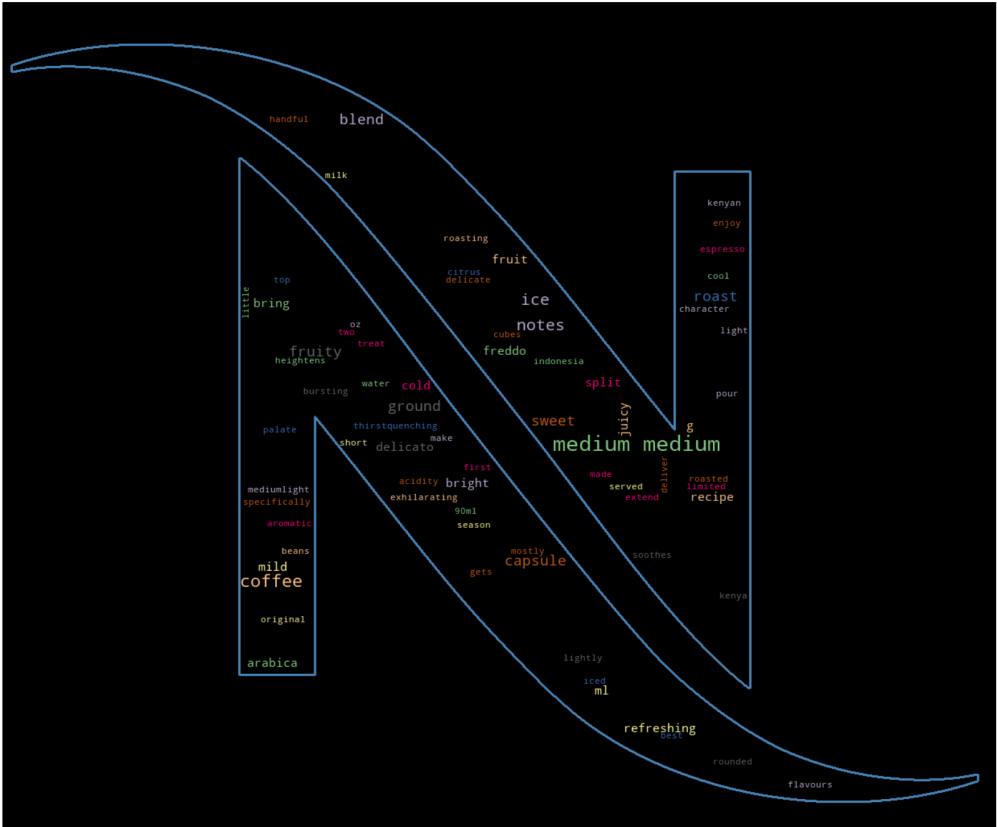 handful
blend
milk
kenyan
enjoy
roasting
espresso
fruit
citrus
delicate
cool
top
little
bring
ice
roast
character
oz
two
notes
light
cubes
treat
fruity
freddo
heightens
indonesia
water
cold
split
bursting
pour
ground
juicy
sweet
g
thirstquenching
palate
make
short
delicato
medium medium
first
made
deliver
acidity
bright
roasted
served
limited
mediumlight
exhilarating
extend
recipe
specifically
90ml
aromatic
season
beans
mostly
soothes
capsule
mild
gets
coffee
kenya
original
lightly
arabica
iced
ml
refreshing
best
rounded
flavours